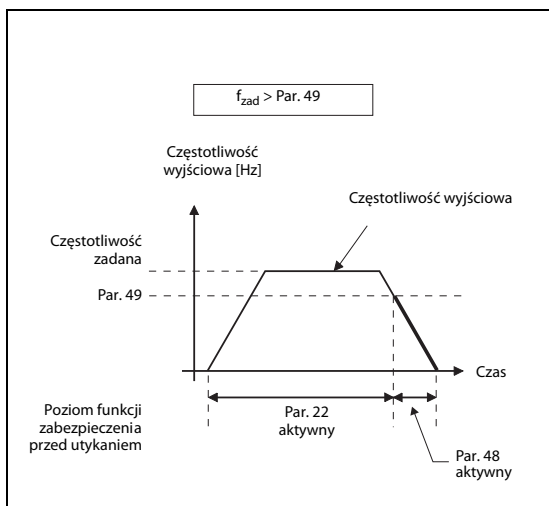 f_zad > Par. 49
Częstotliwość
wyjściowa [Hz]
Częstotliwość wyjściowa
Częstotliwość
zadana
Par. 49
Czas
Poziom funkcji
zabezpieczenia
przed utykaniem
Par. 22
aktywny
Par. 48
aktywny